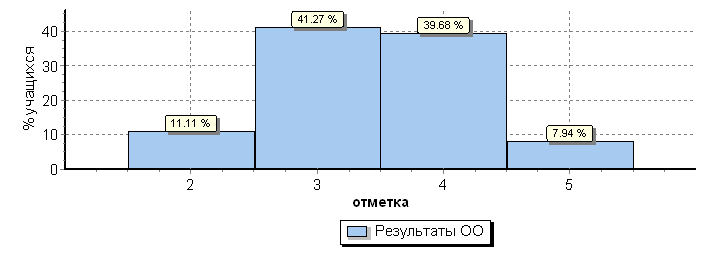 % учащихся
40
30
20
10
0
11.11 %
41.27 %
39.68 %
7.94 %
2 3 4 5
отметка
Результаты ОО